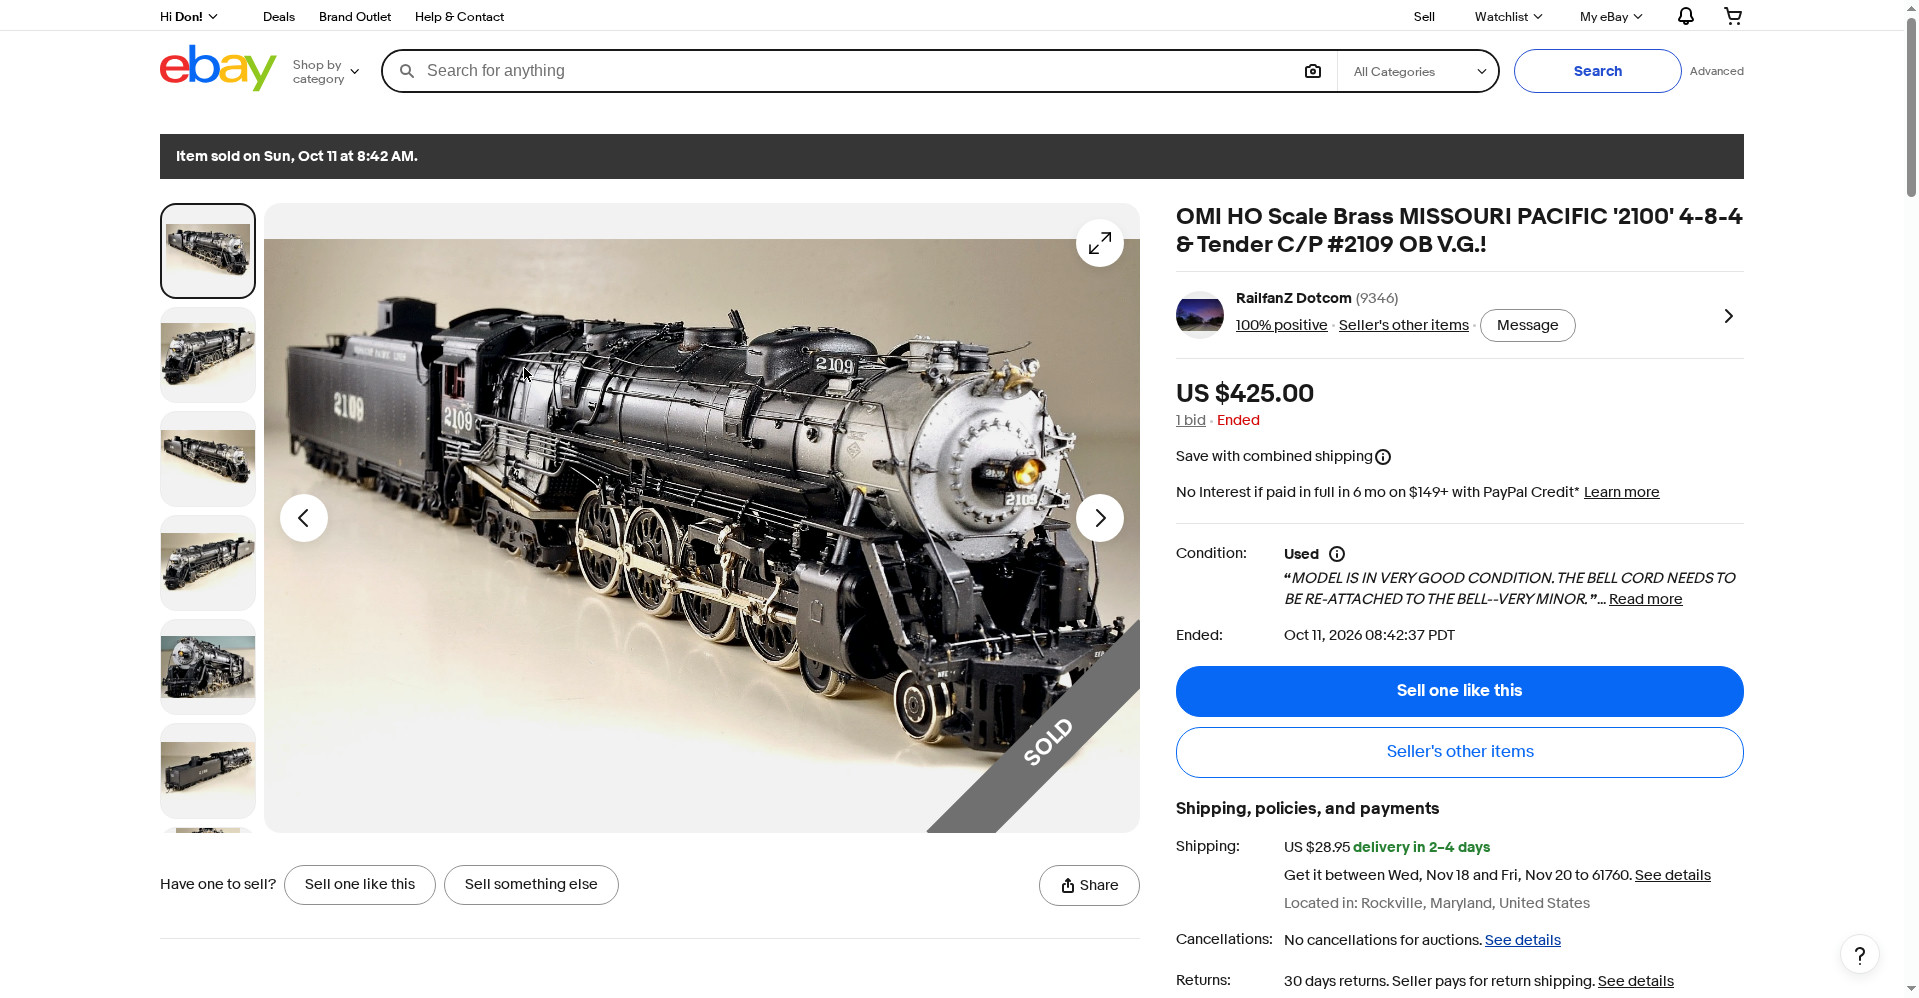 Hi Don!
Deals
Brand Outlet
Help & Contact
Sell
Watchlist
My eBay
ebay
Shop by
category
Search for anything
All Categories
Search
Advanced
Item sold on Sun, Oct 11 at 8:42 AM.
2109
2109
2109
2109
SOLD
OMI HO Scale Brass MISSOURI PACIFIC '2100' 4-8-4
& Tender C/P #2109 OB V.G.!
RailfanZ Dotcom (9346)
100% positive · Seller's other items · Message
US $425.00
1 bid · Ended
Save with combined shipping
No Interest if paid in full in 6 mo on $149+ with PayPal Credit* Learn more
Condition: Used
“MODEL IS IN VERY GOOD CONDITION. THE BELL CORD NEEDS TO
BE RE-ATTACHED TO THE BELL--VERY MINOR.”... Read more
Ended: Oct 11, 2026 08:42:37 PDT
Sell one like this
Seller's other items
Shipping, policies, and payments
Shipping: US $28.95 delivery in 2–4 days
Get it between Wed, Nov 18 and Fri, Nov 20 to 61760. See details
Located in: Rockville, Maryland, United States
Cancellations: No cancellations for auctions. See details
Returns: 30 days returns. Seller pays for return shipping. See details
Have one to sell?
Sell one like this
Sell something else
Share
?